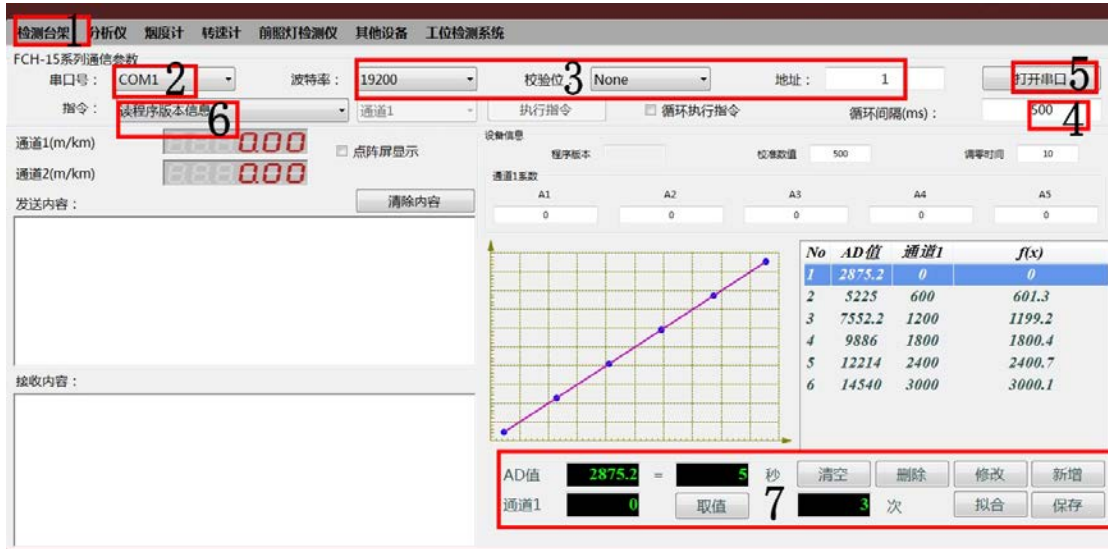 检测台架 分析仪 烟度计 转速计 前照灯检测仪 其他设备 工位检测系统
1
FCH-15系列通信参数
串口号： COM1 2 波特率： 19200 校验位 3 None 地址： 1 打开串口 5
指令： 读程序版本信息 6 通道1 执行指令 循环执行指令 循环间隔(ms)： 500 4
通道1(m/km) 0.00 点阵屏显示
通道2(m/km) 0.00
设备信息
程序版本 校准数值 500 调零时间 10
通道1系数
A1 A2 A3 A4 A5
0 0 0 0 0
发送内容： 清除内容
No AD值 通道1 f(x)
1 2875.2 0 0
2 5225 600 601.3
3 7552.2 1200 1199.2
4 9886 1800 1800.4
5 12214 2400 2400.7
6 14540 3000 3000.1
接收内容：
AD值 2875.2 = 5 秒 清空 删除 修改 新增
通道1 0 取值 7 3 次 拟合 保存